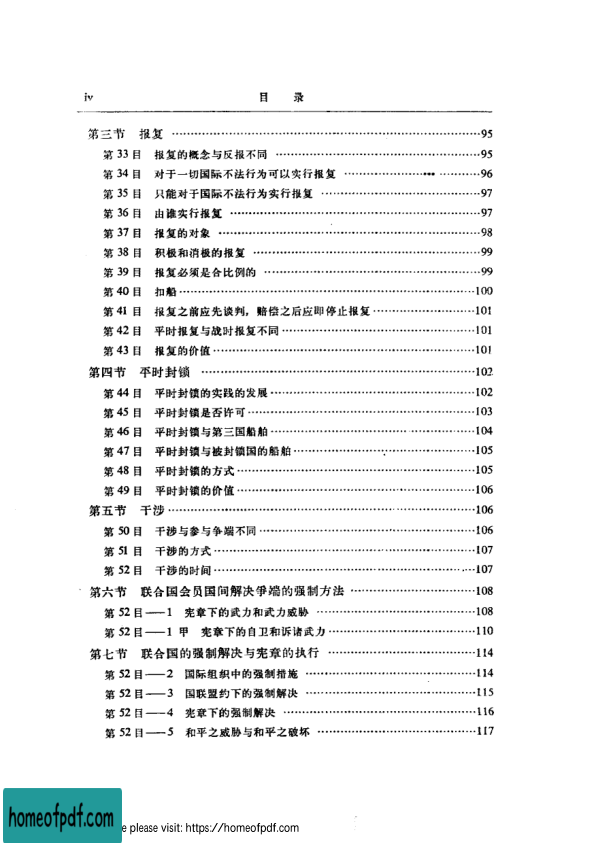 iv 目 录
第三节 报复 ……95
第 33 目 报复的概念与反报不同 ……95
第 34 目 对于一切国际不法行为可以实行报复 ……96
第 35 目 只能对于国际不法行为实行报复 ……97
第 36 目 由谁实行报复 ……97
第 37 目 报复的对象 ……98
第 38 目 积极和消极的报复 ……99
第 39 目 报复必须是合比例的 ……99
第 40 目 扣船……100
第 41 目 报复之前应先谈判，赔偿之后应即停止报复……101
第 42 目 平时报复与战时报复不同……101
第 43 目 报复的价值……101
第四节 平时封锁 ……102
第 44 目 平时封锁的实践的发展……102
第 45 目 平时封锁是否许可……103
第 46 目 平时封锁与第三国船舶……104
第 47 目 平时封锁与被封锁国的船舶……105
第 48 目 平时封锁的方式……105
第 49 目 平时封锁的价值……106
第五节 干涉……106
第 50 目 干涉与参与争端不同……106
第 51 目 干涉的方式……107
第 52 目 干涉的时间……107
第六节 联合国会员国间解决争端的强制方法 ……108
第 52 目——1 宪章下的武力和武力威胁 ……108
第 52 目——1 甲 宪章下的自卫和诉诸武力……110
第七节 联合国的强制解决与宪章的执行 ……114
第 52 目——2 国际组织中的强制措施 ……114
第 52 目——3 国联盟约下的强制解决 ……115
第 52 目——4 宪章下的强制解决 ……116
第 52 目——5 和平之威胁与和平之破坏 ……117
homeofpdf.com
e please visit: https://homeofpdf.com